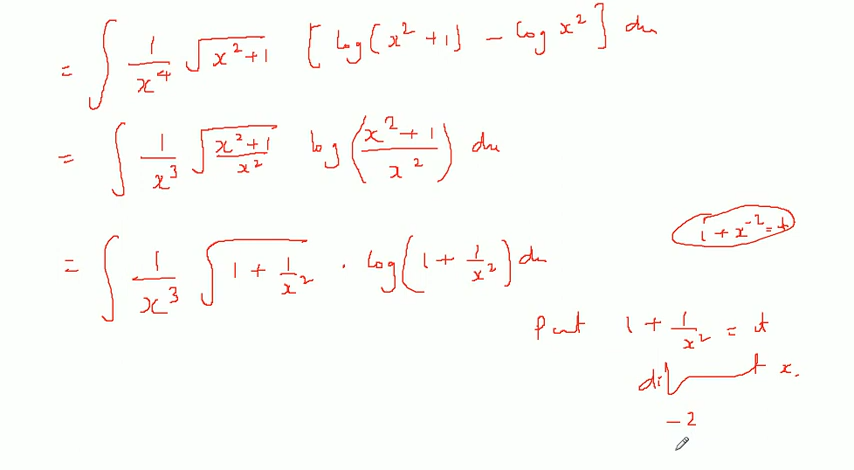 = ∫ 1/x⁴ √(x²+1) [log(x²+1) - log x²] dx
= ∫ 1/x³ √((x²+1)/x²) log((x²+1)/x²) dx
1 + x⁻² = t
= ∫ 1/x³ √(1 + 1/x²) · log(1 + 1/x²) dx
Put 1 + 1/x² = t
x.
-2